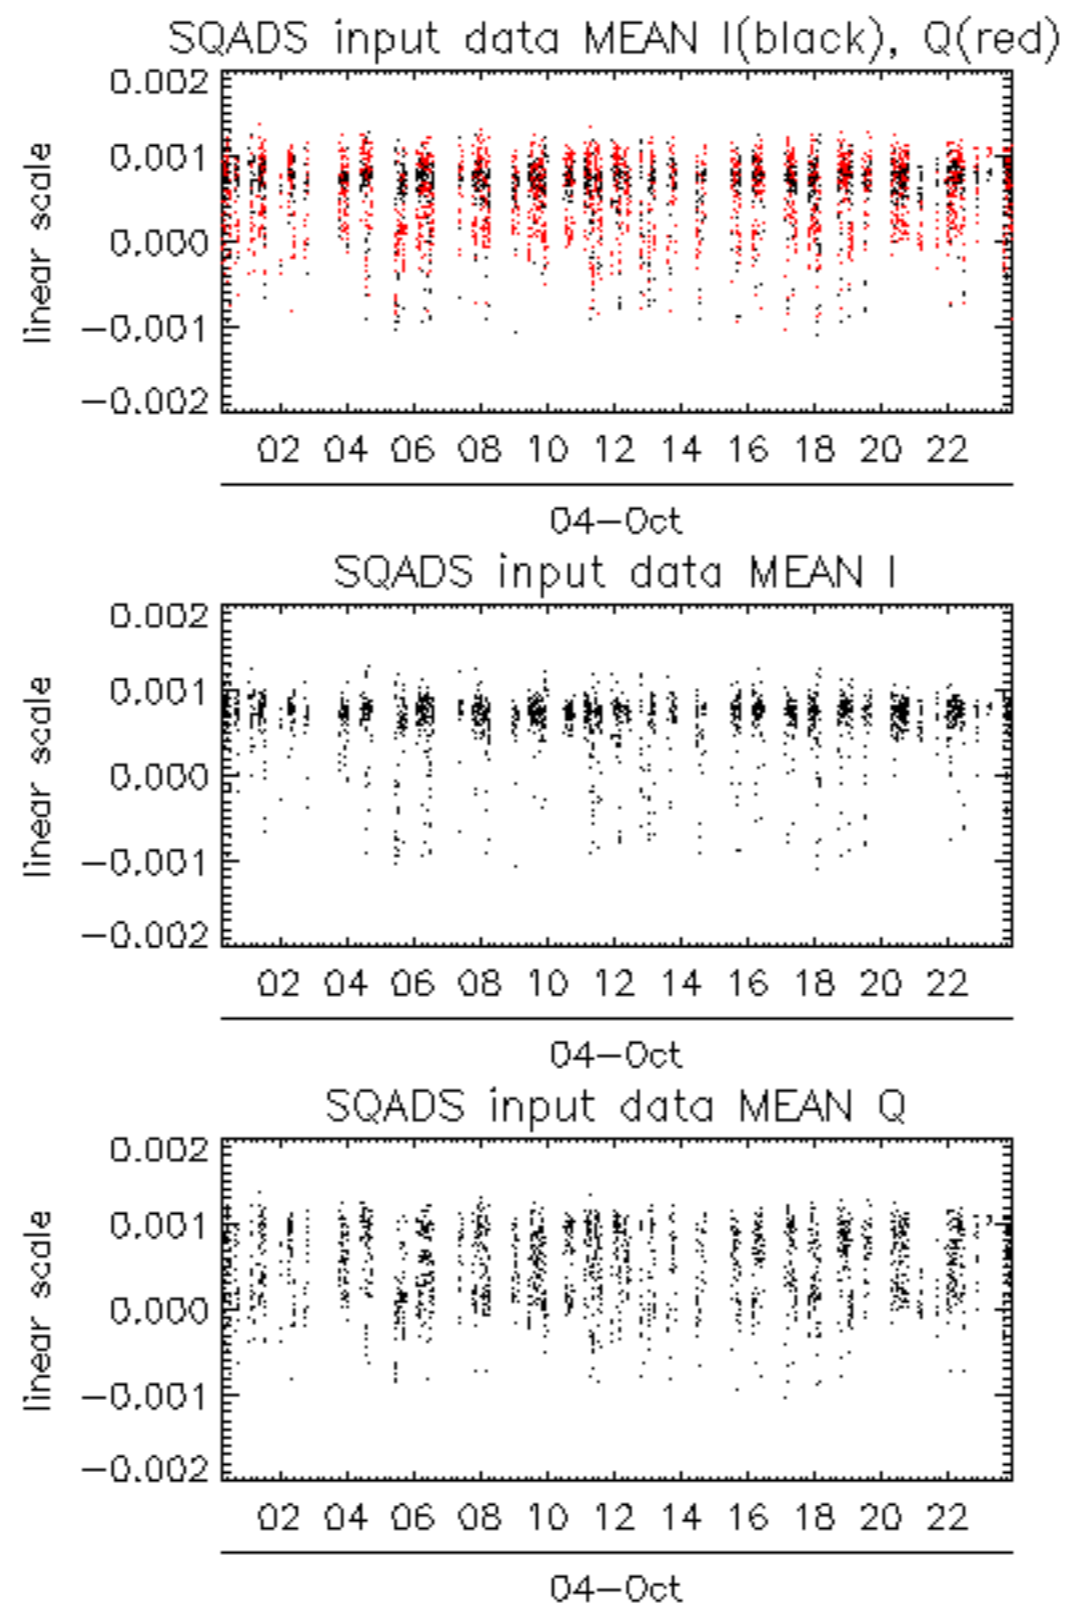 SQADS input data MEAN I(black), Q(red)
0.002
0.001
0.000
−0.001
−0.002
linear scale
02 04 06 08 10 12 14 16 18 20 22
04−Oct
SQADS input data MEAN I
0.002
0.001
0.000
−0.001
−0.002
linear scale
02 04 06 08 10 12 14 16 18 20 22
04−Oct
SQADS input data MEAN Q
0.002
0.001
0.000
−0.001
−0.002
linear scale
02 04 06 08 10 12 14 16 18 20 22
04−Oct